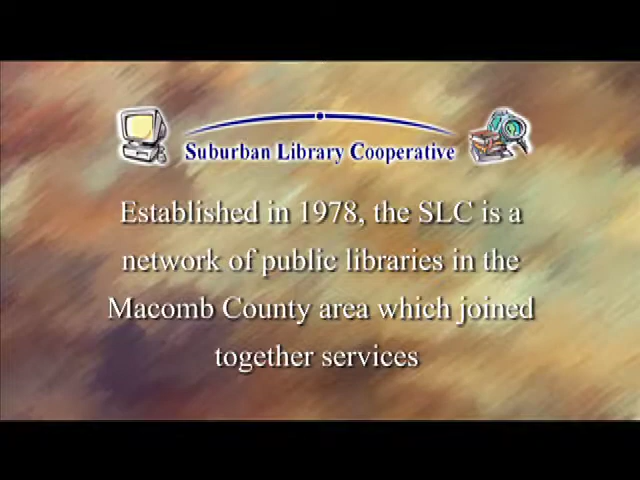 Suburban Library Cooperative
Established in 1978, the SLC is a
network of public libraries in the
Macomb County area which joined
together services